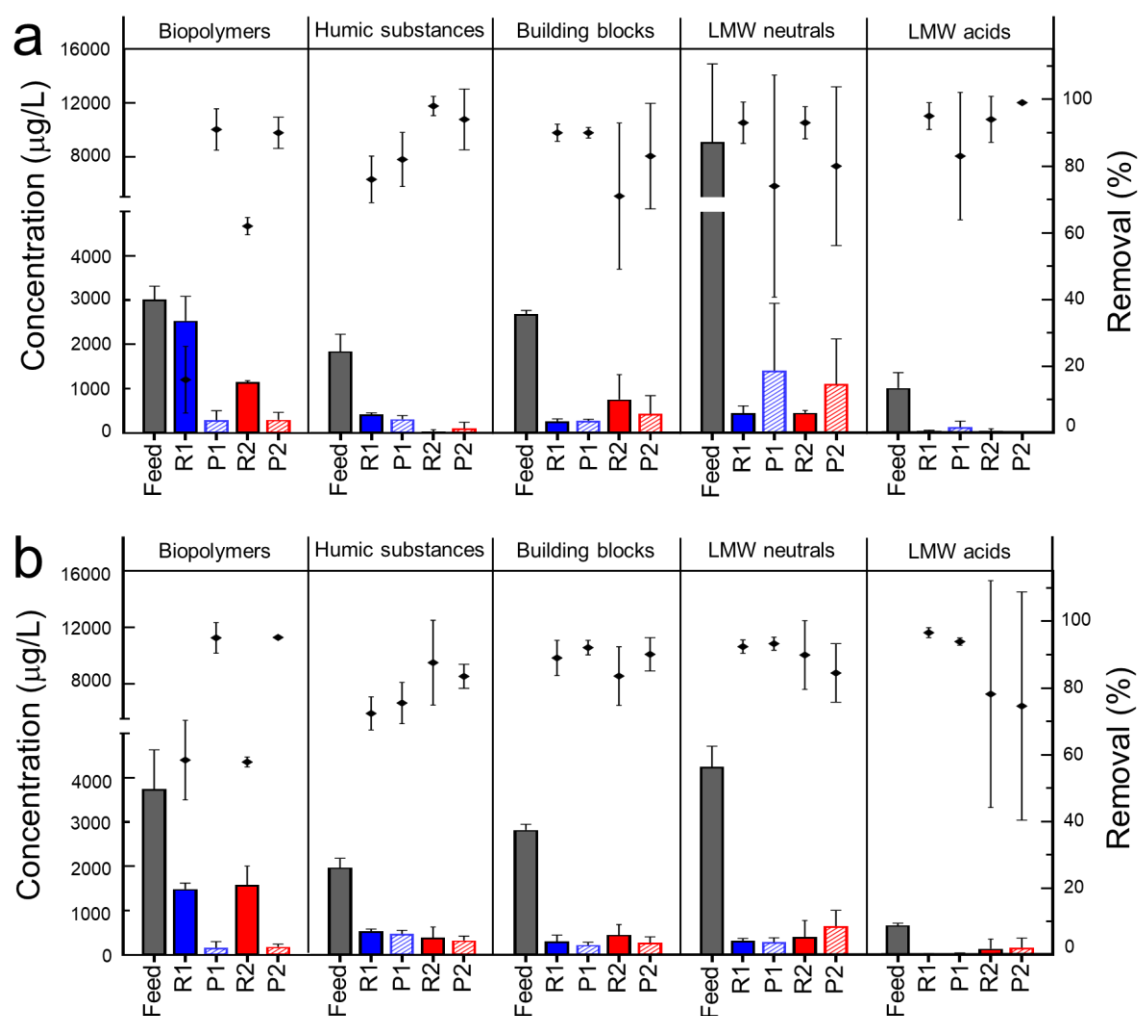 a
Biopolymers Humic substances Building blocks LMW neutrals LMW acids
Concentration (µg/L)
16000
12000
8000
4000
3000
2000
1000
0
100
80
60
40
20
0
Removal (%)
Feed R1 P1 R2 P2 Feed R1 P1 R2 P2 Feed R1 P1 R2 P2 Feed R1 P1 R2 P2 Feed R1 P1 R2 P2
b
Biopolymers Humic substances Building blocks LMW neutrals LMW acids
Concentration (µg/L)
16000
12000
8000
4000
3000
2000
1000
0
100
80
60
40
20
0
Removal (%)
Feed R1 P1 R2 P2 Feed R1 P1 R2 P2 Feed R1 P1 R2 P2 Feed R1 P1 R2 P2 Feed R1 P1 R2 P2